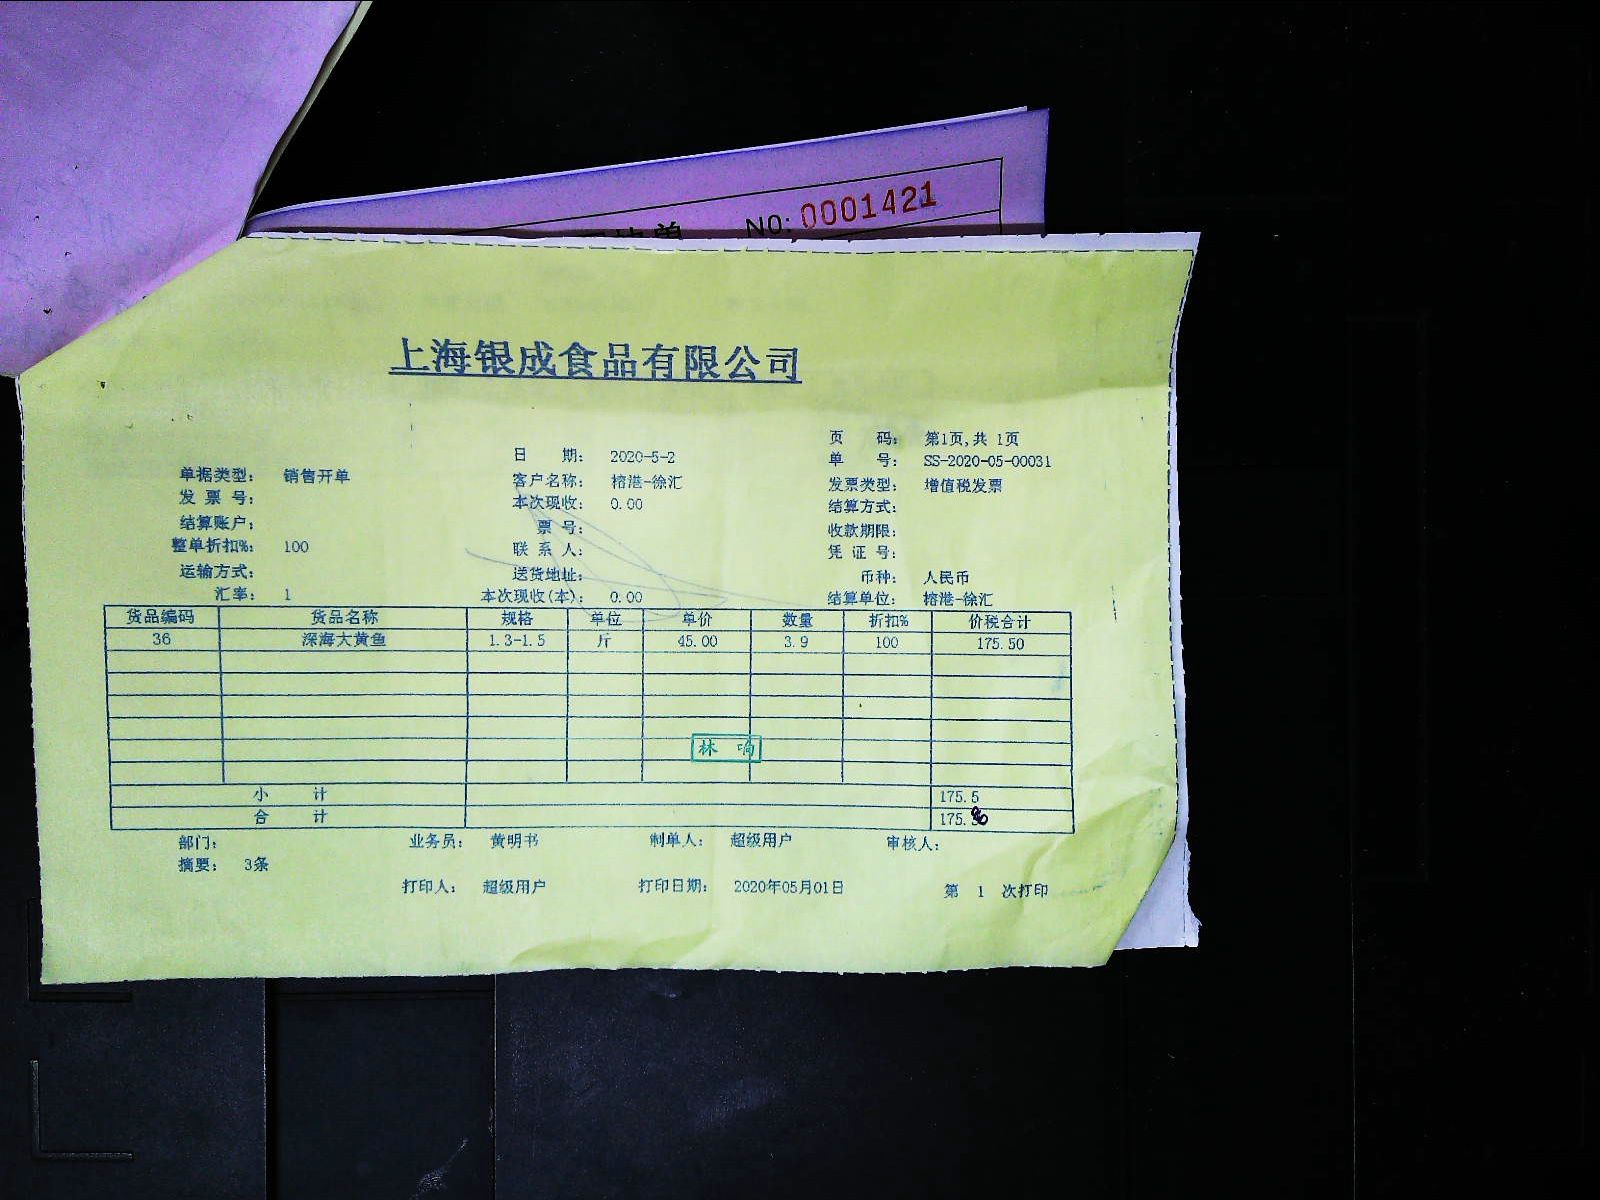 NO: 0001421
上海银成食品有限公司
页 码： 第1页,共 1页
日 期： 2020-5-2 单 号： SS-2020-05-00031
单据类型： 销售开单 客户名称： 榕港-徐汇 发票类型： 增值税发票
发 票 号： 本次现收： 0.00 结算方式：
结算账户： 票 号： 收款期限：
整单折扣%： 100 联 系 人： 凭 证 号：
运输方式： 送货地址： 币种： 人民币
汇率： 1 本次现收(本)： 0.00 结算单位： 榕港-徐汇
货品编码 货品名称 规格 单位 单价 数量 折扣% 价税合计
36 深海大黄鱼 1.3-1.5 斤 45.00 3.9 100 175.50
林 响
小 计 175.5
合 计 175.
部门： 业务员： 黄明书 制单人： 超级用户 审核人：
摘要： 3条
打印人： 超级用户 打印日期： 2020年05月01日 第 1 次打印